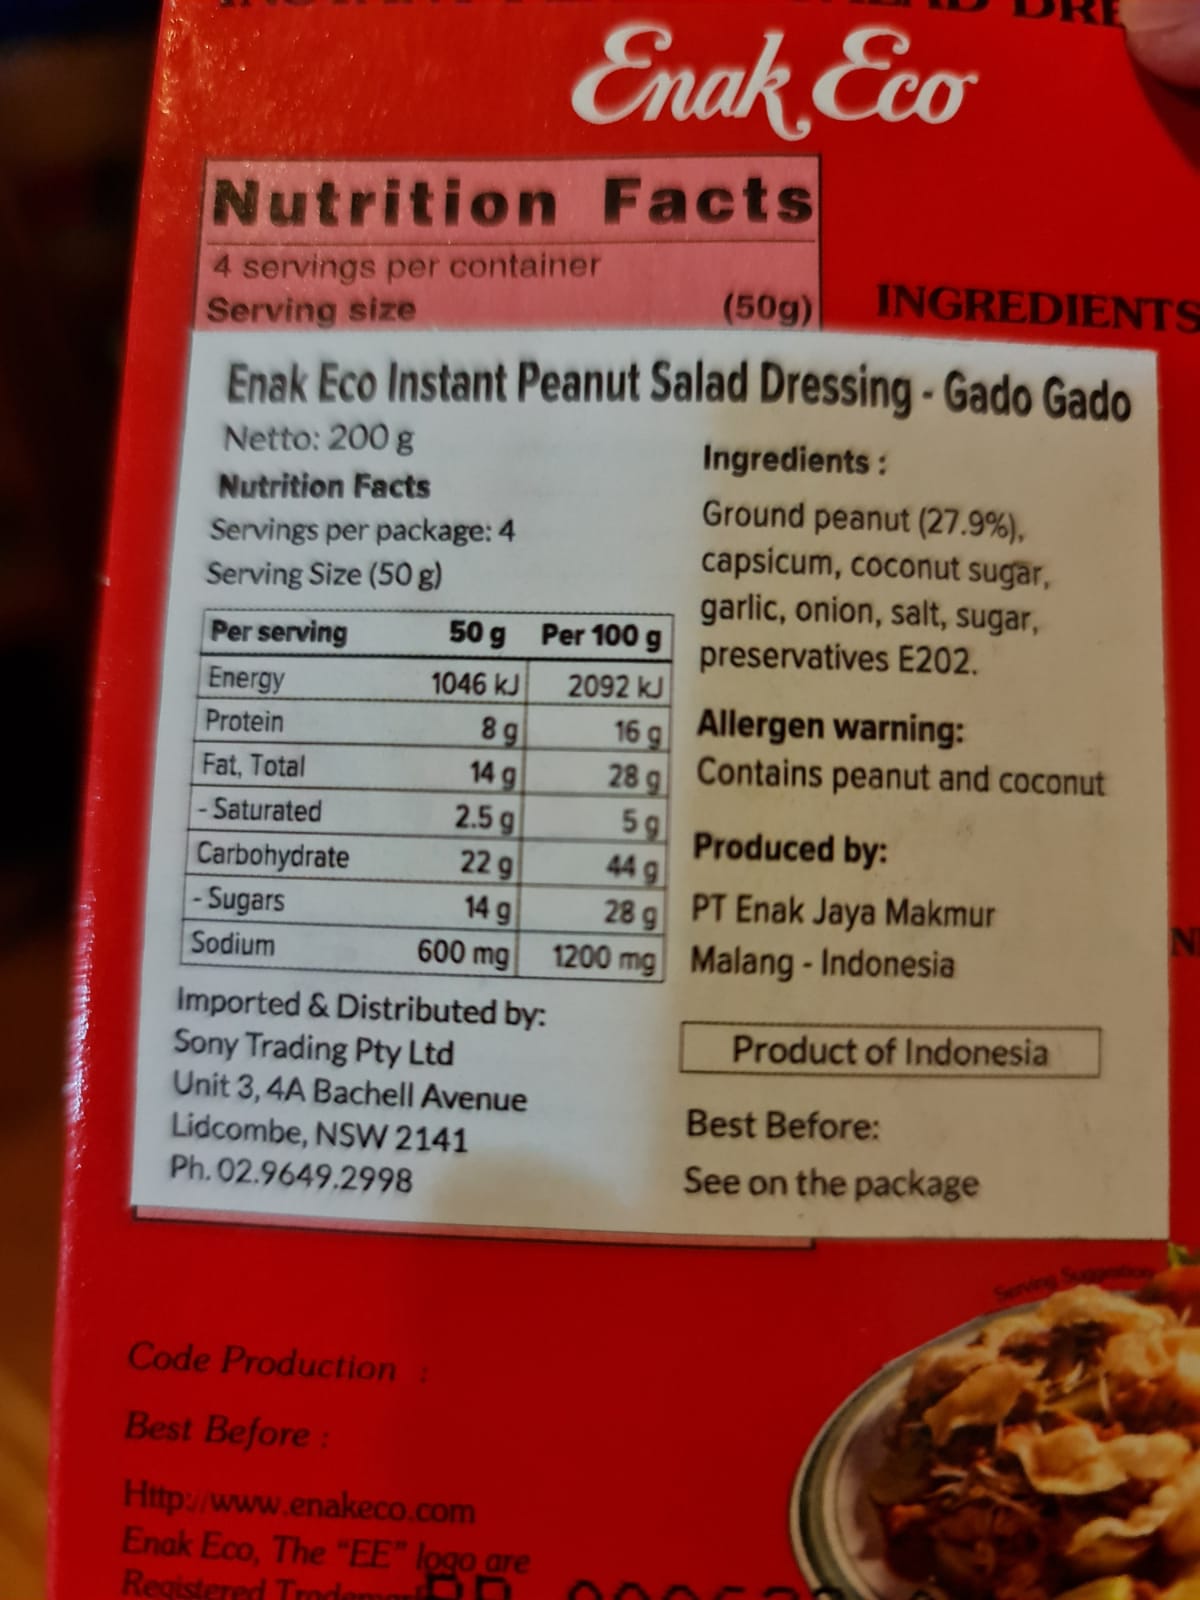 Enak Eco
Nutrition Facts
4 servings per container
Serving size (50g)
INGREDIENTS
Enak Eco Instant Peanut Salad Dressing - Gado Gado
Netto: 200 g
Nutrition Facts
Servings per package: 4
Serving Size (50 g)
Per serving 50 g Per 100 g
Energy 1046 kJ 2092 kJ
Protein 8 g 16 g
Fat, Total 14 g 28 g
- Saturated 2.5 g 5 g
Carbohydrate 22 g 44 g
- Sugars 14 g 28 g
Sodium 600 mg 1200 mg
Imported & Distributed by:
Sony Trading Pty Ltd
Unit 3, 4A Bachell Avenue
Lidcombe, NSW 2141
Ph. 02.9649.2998
Ingredients :
Ground peanut (27.9%),
capsicum, coconut sugar,
garlic, onion, salt, sugar,
preservatives E202.
Allergen warning:
Contains peanut and coconut
Produced by:
PT Enak Jaya Makmur
Malang - Indonesia
Product of Indonesia
Best Before:
See on the package
Serving Suggestion
Code Production :
Best Before :
Http://www.enakeco.com
Enak Eco, The "EE" logo are
Registered